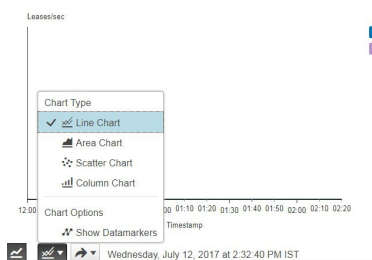 Leases/sec
Chart Type
Line Chart
Area Chart
Scatter Chart
Column Chart
Chart Options
Show Datamarkers
12:00 00 01:10 01:20 01:30 01:40 01:50 02:00 02:10 02:20
Timestamp
Wednesday, July 12, 2017 at 2:32:40 PM IST